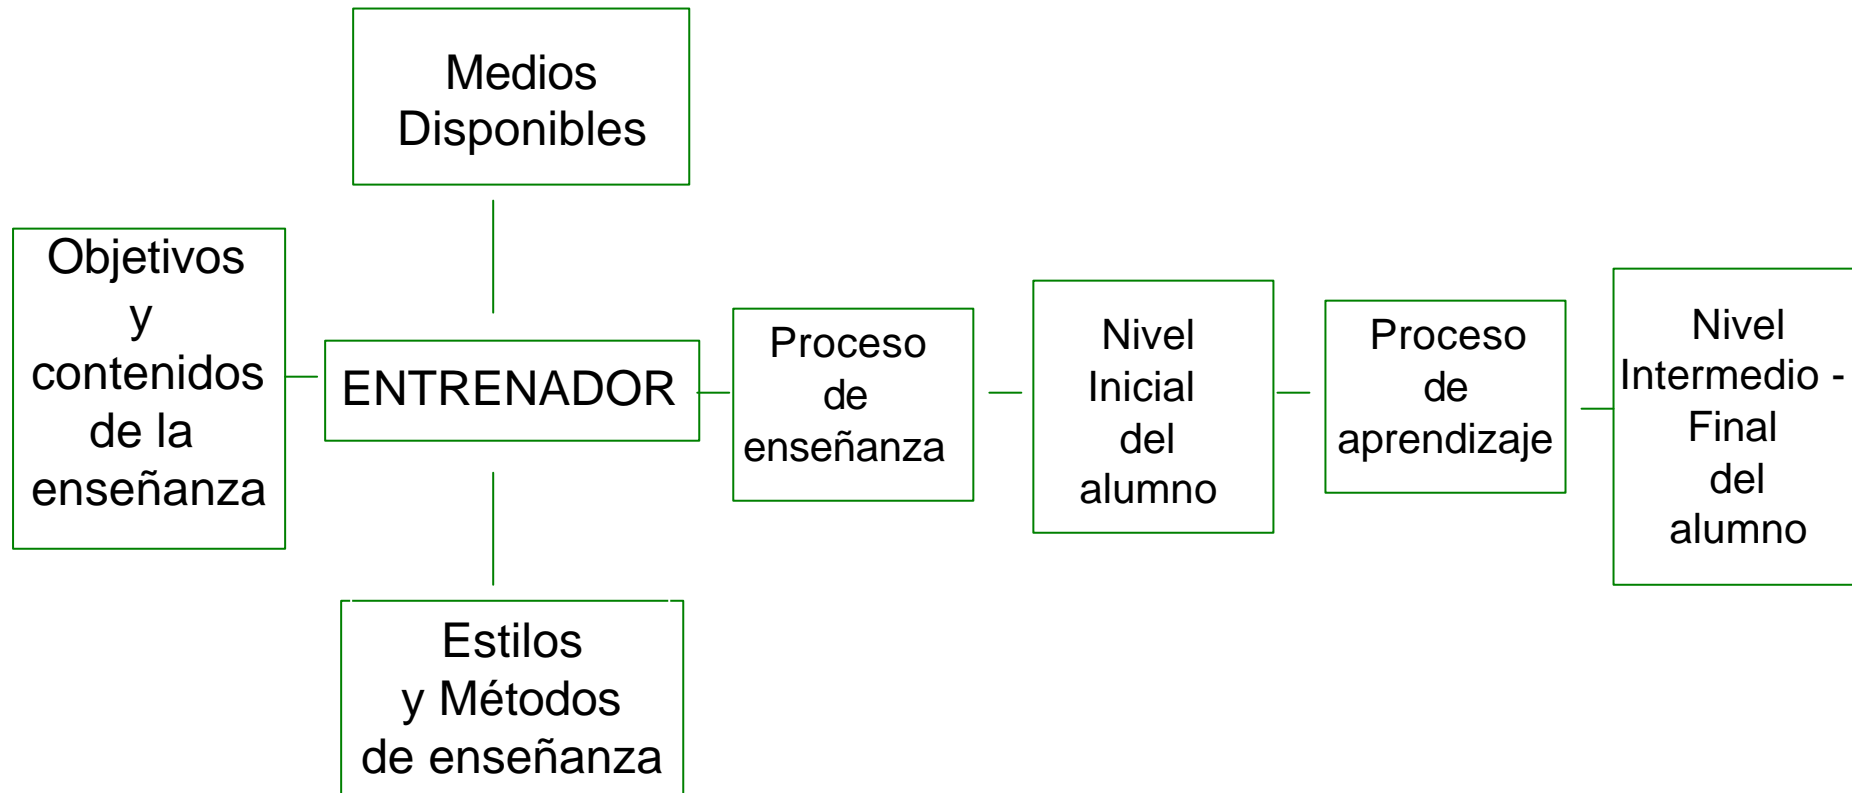 Medios
Disponibles
Objetivos
y
contenidos
de la
enseñanza
ENTRENADOR
Proceso
de
enseñanza
Nivel
Inicial
del
alumno
Proceso
de
aprendizaje
Nivel
Intermedio -
Final
del
alumno
Estilos
y Métodos
de enseñanza